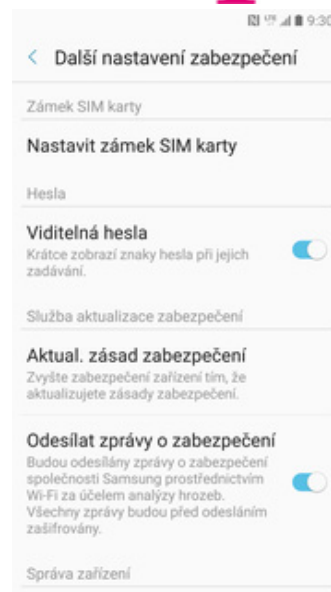 9:30
Další nastavení zabezpečení
Zámek SIM karty
Nastavit zámek SIM karty
Hesla
Viditelná hesla
Krátce zobrazí znaky hesla při jejich
zadávání.
Služba aktualizace zabezpečení
Aktual. zásad zabezpečení
Zvyšte zabezpečení zařízení tím, že
aktualizujete zásady zabezpečení.
Odesílat zprávy o zabezpečení
Budou odesílány zprávy o zabezpečení
společnosti Samsung prostřednictvím
Wi-Fi za účelem analýzy hrozeb.
Všechny zprávy budou před odesláním
zašifrovány.
Správa zařízení